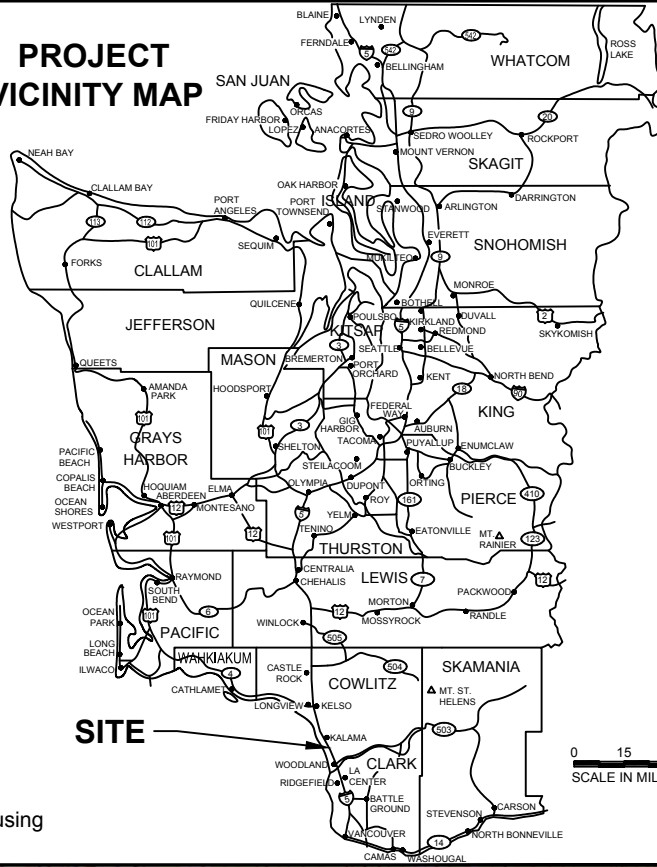 PROJECT
VICINITY MAP
BLAINE
LYNDEN
FERNDALE
5
542
542
BELLINGHAM
WHATCOM
ROSS
LAKE
SAN JUAN
ORCAS
FRIDAY HARBOR
LOPEZ
ANACORTES
9
20
SEDRO WOOLLEY
ROCKPORT
MOUNT VERNON
SKAGIT
NEAH BAY
CLALLAM BAY
OAK HARBOR
ISLAND
STANWOOD
ARLINGTON
DARRINGTON
PORT
ANGELES
PORT
TOWNSEND
113
112
101
SEQUIM
EVERETT
SNOHOMISH
MUKILTEO
9
FORKS
CLALLAM
MONROE
QUILCENE
BOTHELL
JEFFERSON
POULSBO
KITSAP
5
KIRKLAND
DUVALL
REDMOND
2
SKYKOMISH
MASON
BREMERTON
3
SEATTLE
BELLEVUE
QUEETS
PORT
ORCHARD
AMANDA
PARK
HOODSPORT
KENT
NORTH BEND
18
90
101
3
GIG
HARBOR
FEDERAL
WAY
KING
GRAYS
HARBOR
101
SHELTON
TACOMA
AUBURN
PUYALLUP
ENUMCLAW
PACIFIC
BEACH
STEILACOOM
BUCKLEY
COPALIS
BEACH
HOQUIAM
ABERDEEN
ELMA
OLYMPIA
DUPONT
ORTING
OCEAN
SHORES
12
MONTESANO
ROY
161
PIERCE
410
WESTPORT
5
YELM
101
12
TENINO
EATONVILLE
MT.
RAINIER
123
THURSTON
CENTRALIA
CHEHALIS
LEWIS
RAYMOND
7
12
SOUTH
BEND
PACKWOOD
OCEAN
PARK
101
6
12
MORTON
MOSSYROCK
RANDLE
PACIFIC
WINLOCK
505
LONG
BEACH
WAHKIAKUM
504
SKAMANIA
ILWACO
4
CASTLE
ROCK
COWLITZ
CATHLAMET
MT. ST.
HELENS
LONGVIEW
KELSO
503
SITE
KALAMA
0 15
SCALE IN MIL
WOODLAND
CLARK
LA
CENTER
RIDGEFIELD
5
BATTLE
GROUND
CARSON
STEVENSON
using
VANCOUVER
14
NORTH BONNEVILLE
CAMAS
WASHOUGAL